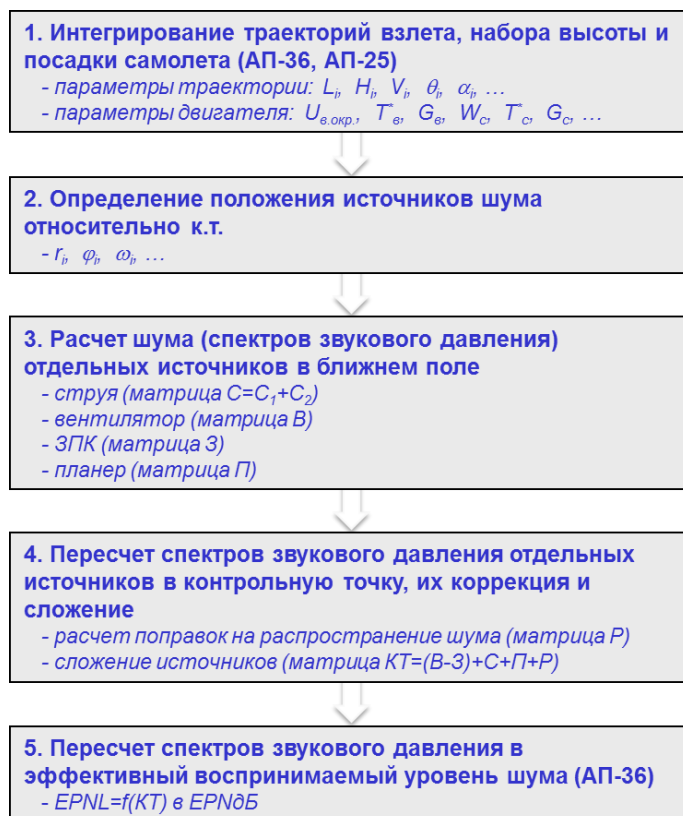 1. Интегрирование траекторий взлета, набора высоты и
посадки самолета (АП-36, АП-25)
- параметры траектории: Lᵢ, Hᵢ, Vᵢ, θᵢ, αᵢ, …
- параметры двигателя: Uв.окр., T*в, Gв, Wс, T*с, Gс, …
2. Определение положения источников шума
относительно к.т.
- rᵢ, φᵢ, ωᵢ, …
3. Расчет шума (спектров звукового давления)
отдельных источников в ближнем поле
- струя (матрица С=С₁+С₂)
- вентилятор (матрица В)
- ЗПК (матрица З)
- планер (матрица П)
4. Пересчет спектров звукового давления отдельных
источников в контрольную точку, их коррекция и
сложение
- расчет поправок на распространение шума (матрица Р)
- сложение источников (матрица КТ=(В-З)+С+П+Р)
5. Пересчет спектров звукового давления в
эффективный воспринимаемый уровень шума (АП-36)
- EPNL=f(КТ) в EPNдБ